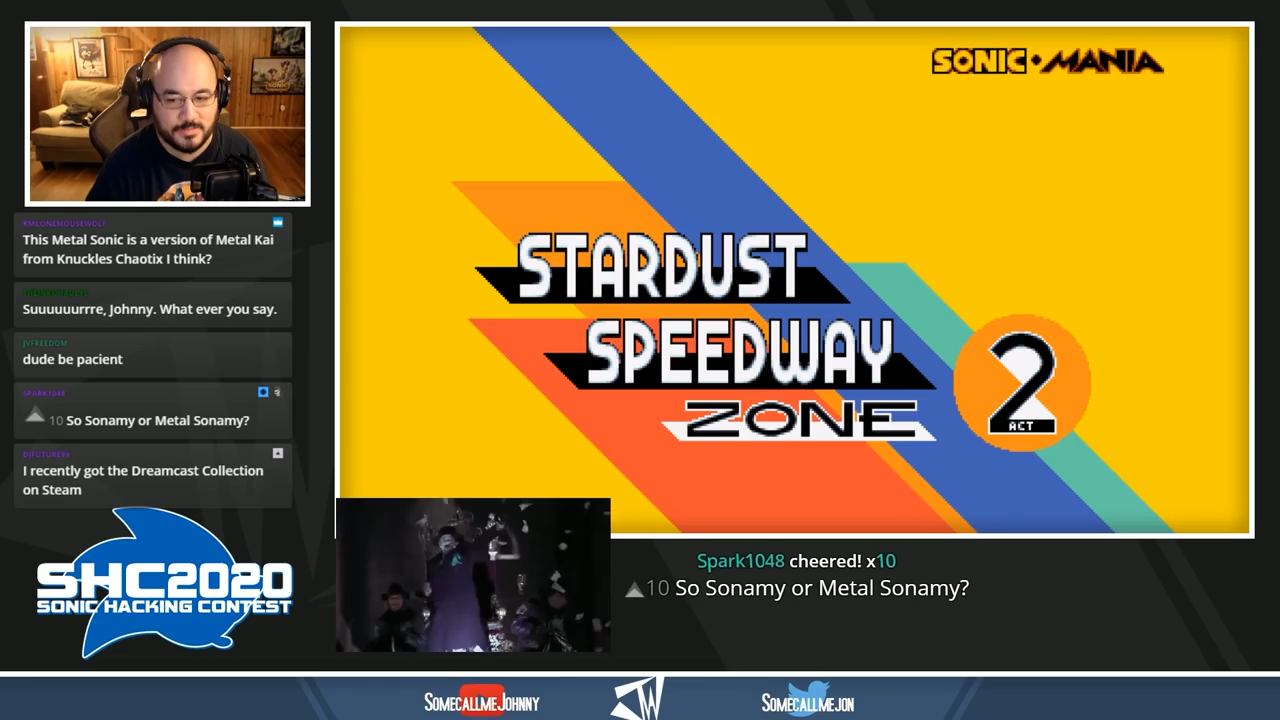 SONIC MANIA
KMLONEMOUSEWOLF
This Metal Sonic is a version of Metal Kai
from Knuckles Chaotix I think?
Suuuuuurrre, Johnny. What ever you say.
JVFREEDOM
dude be pacient
SPARK1048
10 So Sonamy or Metal Sonamy?
DJFUTURE99
I recently got the Dreamcast Collection
on Steam
STARDUST
SPEEDWAY
ZONE
2
ACT
SHC2020
SONIC HACKING CONTEST
Spark1048 cheered! x10
10 So Sonamy or Metal Sonamy?
SOMECALLMEJOHNNY
SOMECALLMEJON